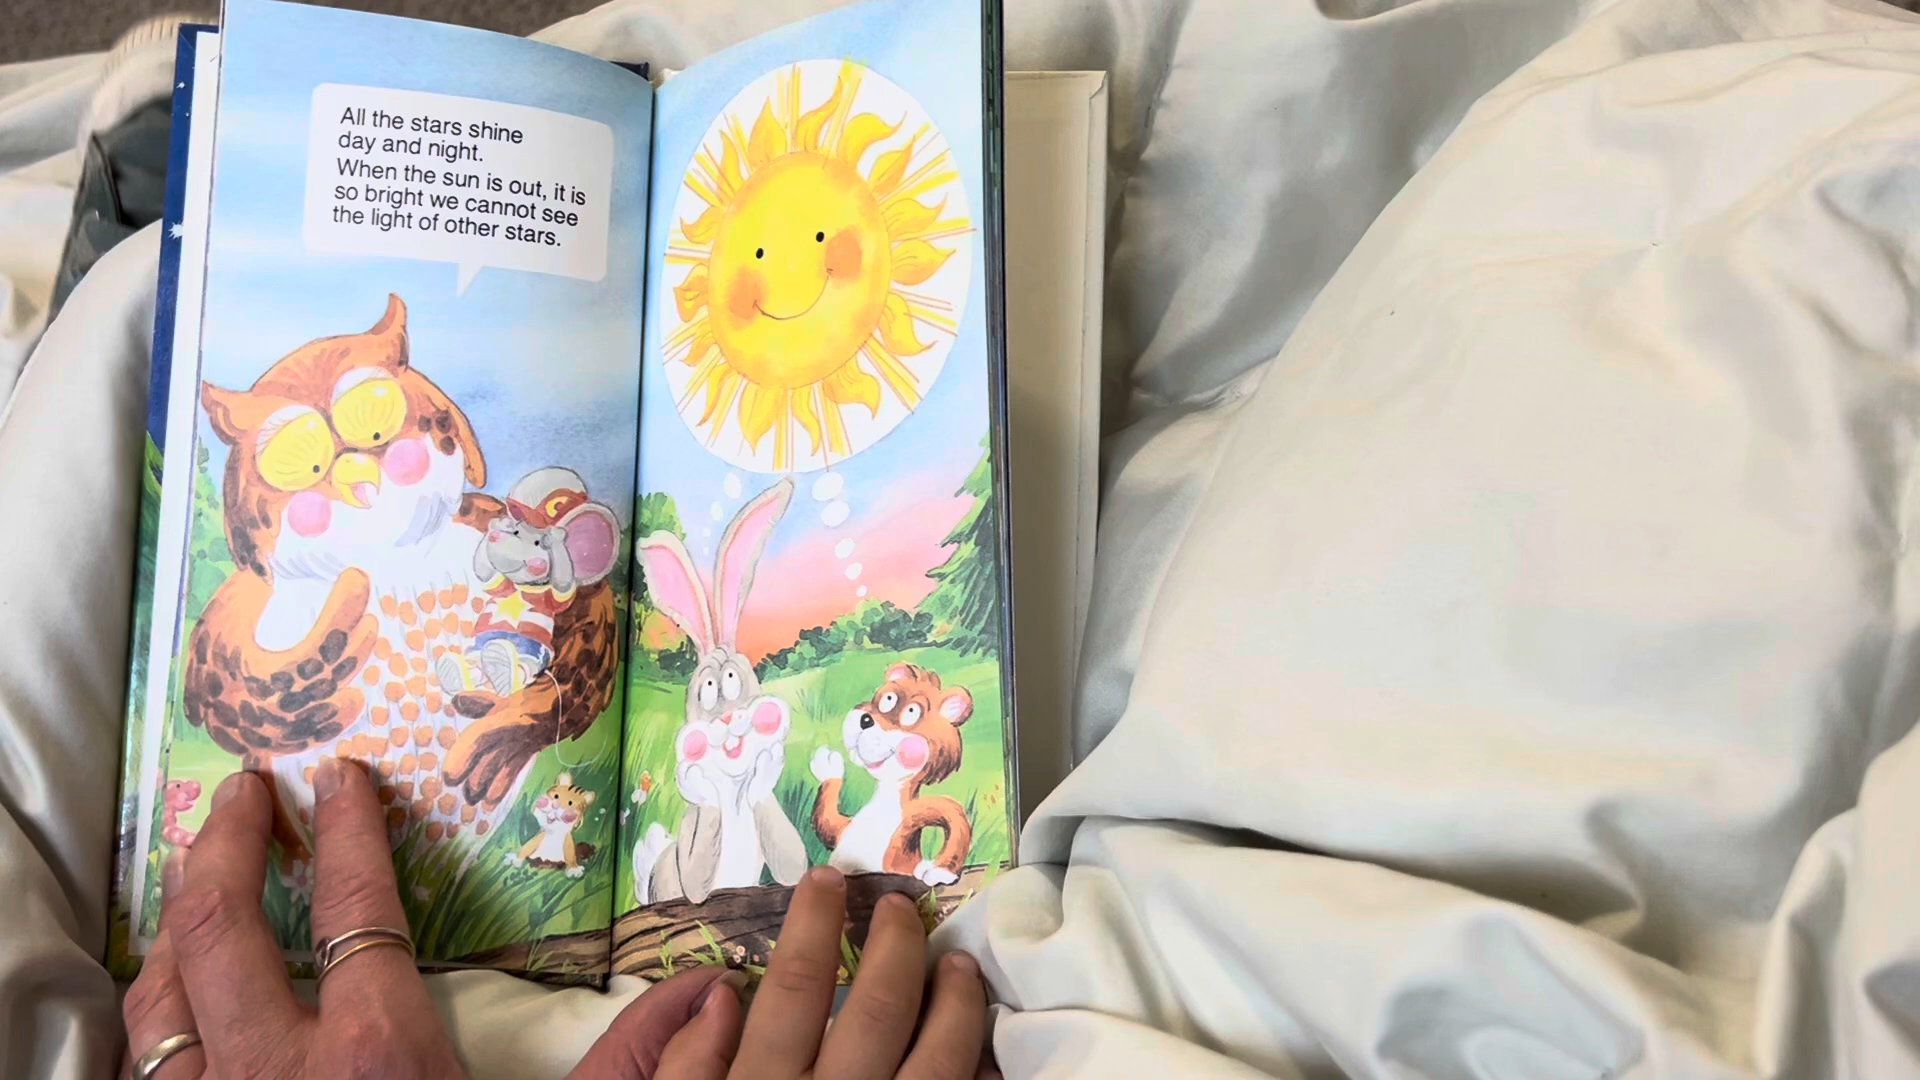 All the stars shine
day and night.
When the sun is out, it is
so bright we cannot see
the light of other stars.